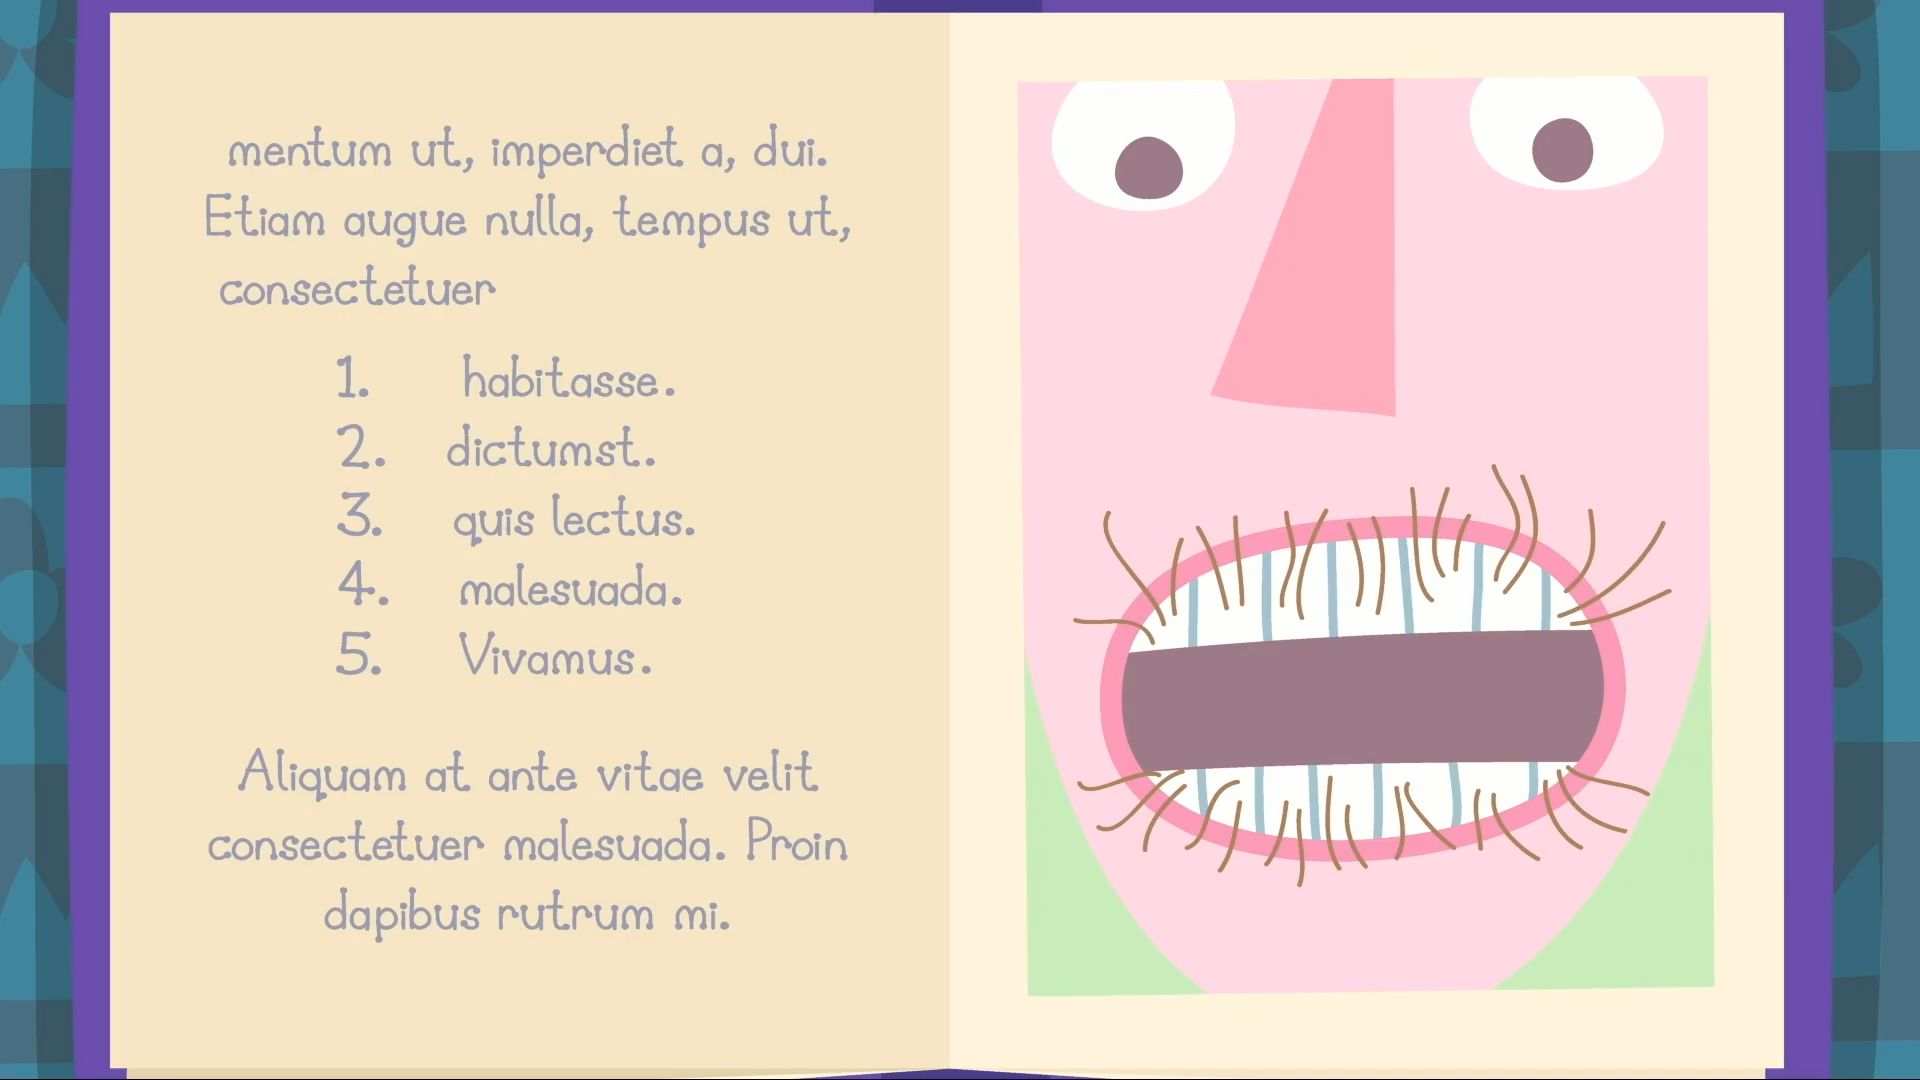 mentum ut, imperdiet a, dui.
Etiam augue nulla, tempus ut,
consectetuer
1. habitasse.
2. dictumst.
3. quis lectus.
4. malesuada.
5. Vivamus.
Aliquam at ante vitae velit
consectetuer malesuada. Proin
dapibus rutrum mi.